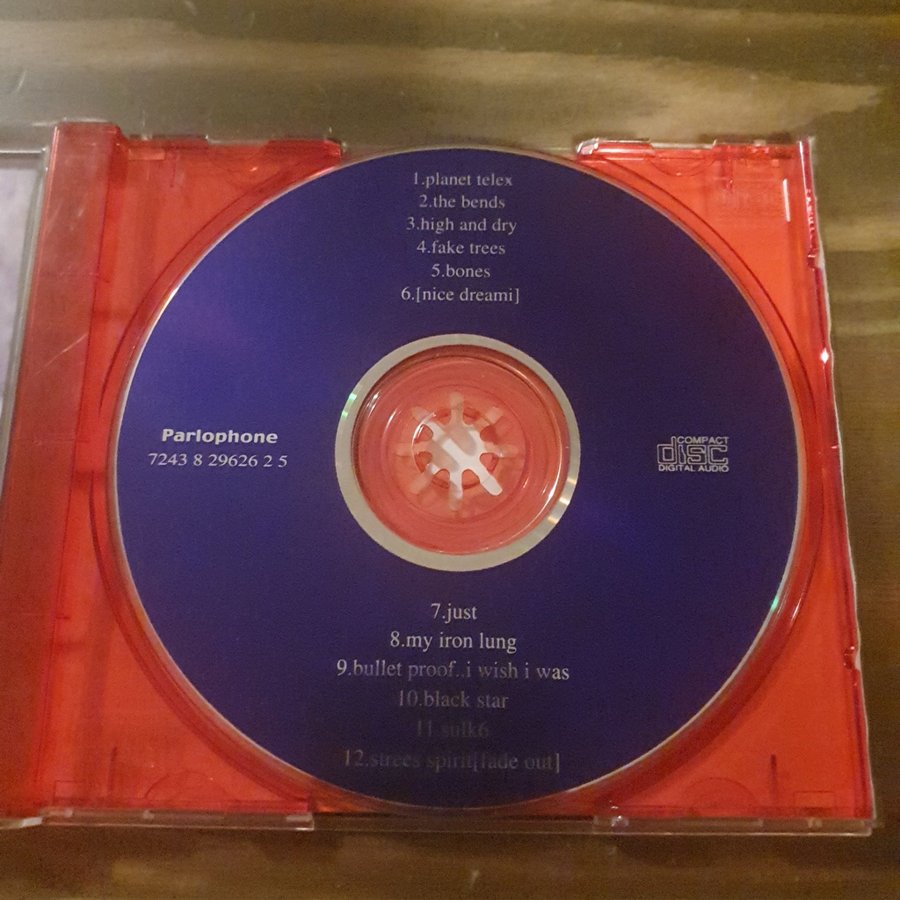 1.planet telex
2.the bends
3.high and dry
4.fake trees
5.bones
6.[nice dreami]
Parlophone
7243 8 29626 2 5
COMPACT
disc
DIGITAL AUDIO
7.just
8.my iron lung
9.bullet proof..i wish i was
10.black star
11.sulk6
12.strees spirit[fade out]